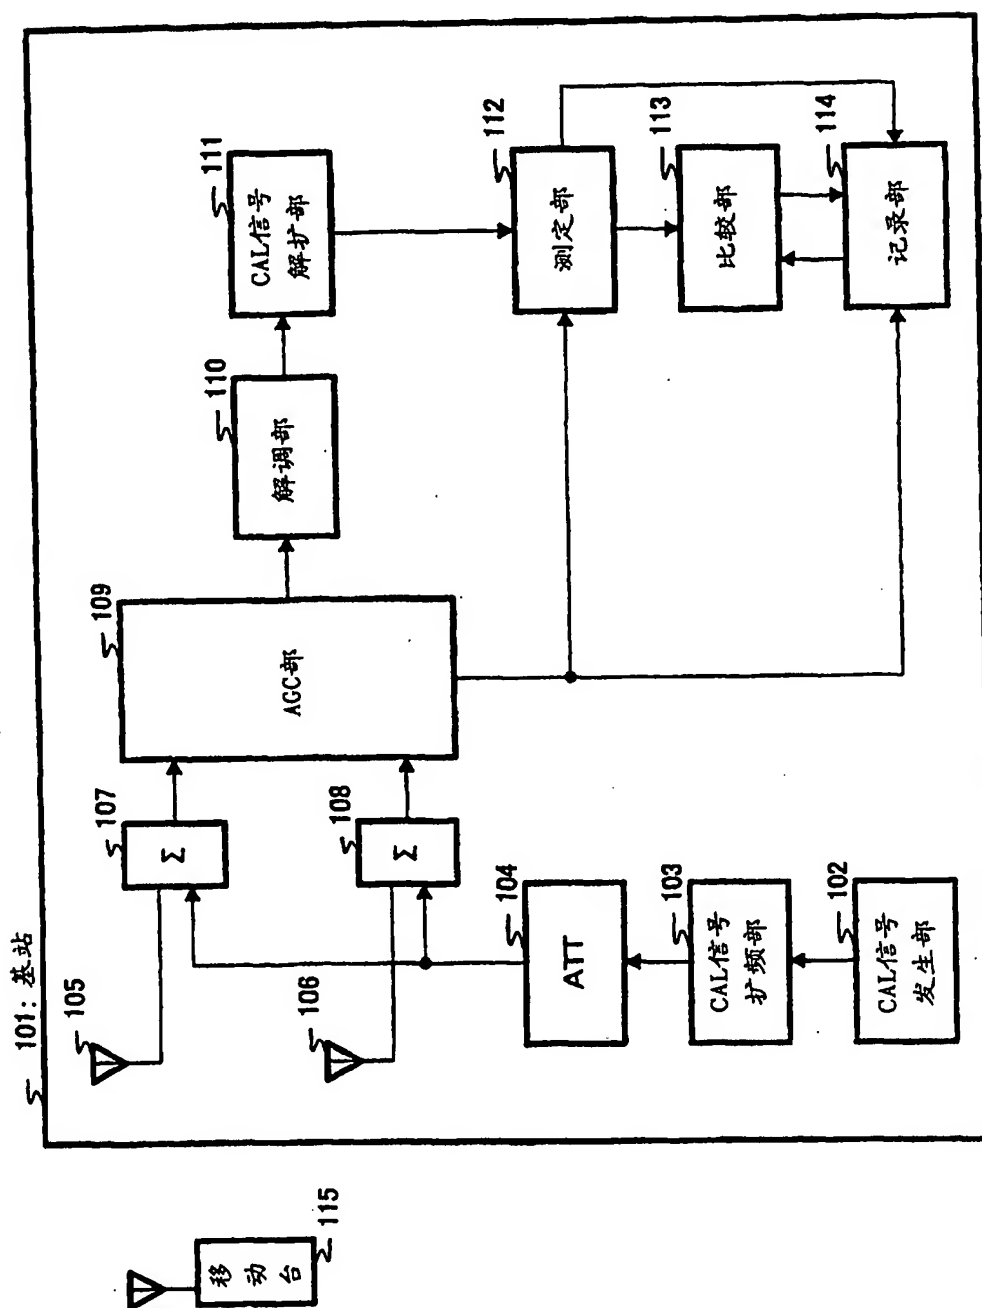 101: 基站
105
106
107
Σ
108
Σ
109
AGC部
110
解调部
111
CAL信号
解扩部
112
测定部
113
比较部
114
记录部
104
ATT
103
CAL信号
扩频部
102
CAL信号
发生部
115
移动台